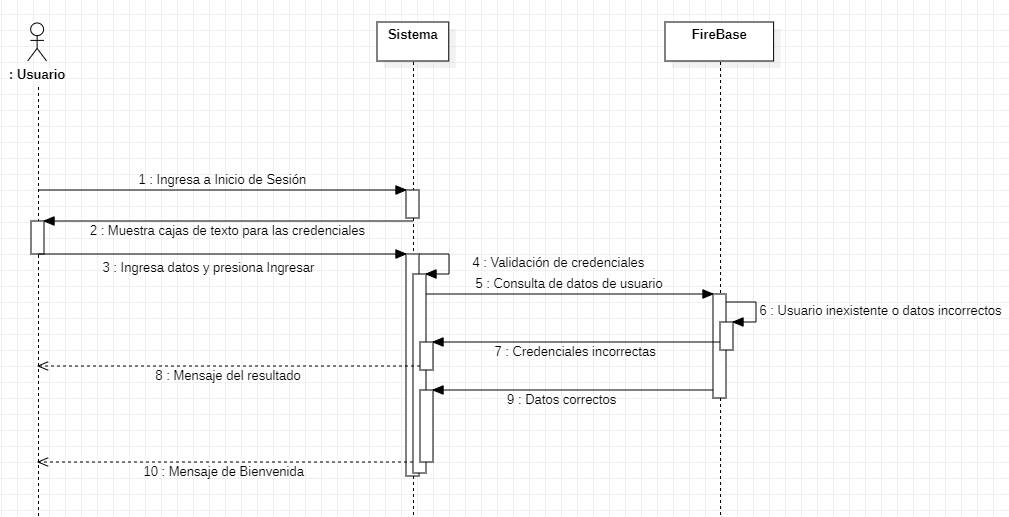 Sistema
FireBase
: Usuario
1 : Ingresa a Inicio de Sesión
2 : Muestra cajas de texto para las credenciales
3 : Ingresa datos y presiona Ingresar
4 : Validación de credenciales
5 : Consulta de datos de usuario
6 : Usuario inexistente o datos incorrectos
7 : Credenciales incorrectas
8 : Mensaje del resultado
9 : Datos correctos
10 : Mensaje de Bienvenida